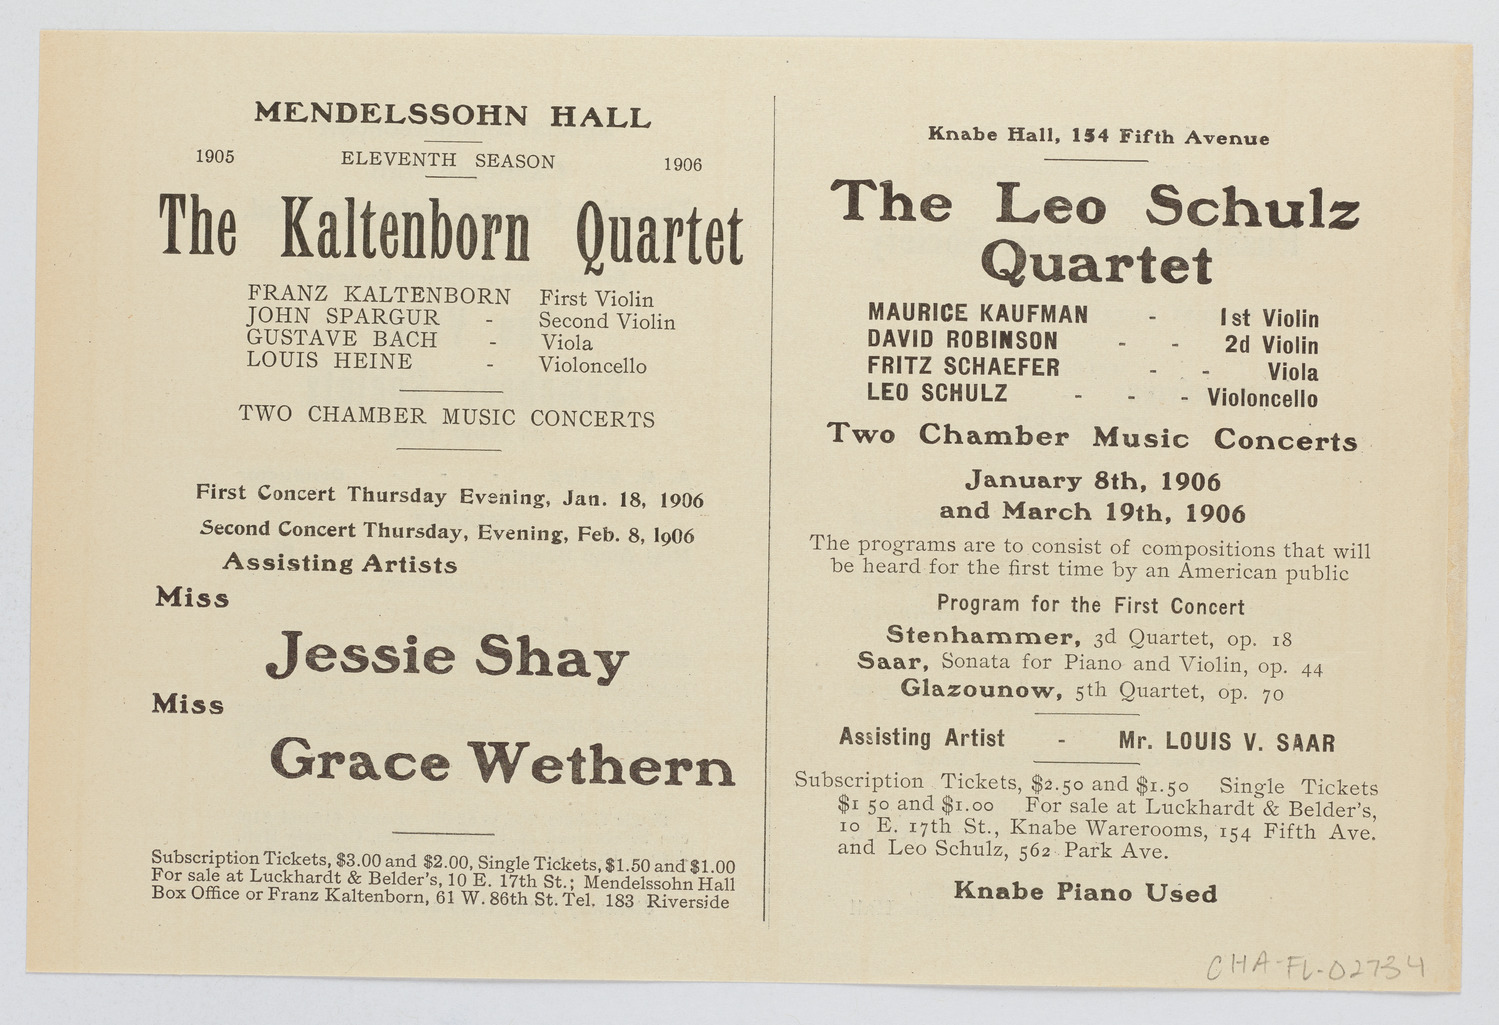 MENDELSSOHN HALL
1905 ELEVENTH SEASON 1906
The Kaltenborn Quartet
FRANZ KALTENBORN First Violin
JOHN SPARGUR - Second Violin
GUSTAVE BACH - Viola
LOUIS HEINE - Violoncello
TWO CHAMBER MUSIC CONCERTS
First Concert Thursday Evening, Jan. 18, 1906
Second Concert Thursday, Evening, Feb. 8, 1906
Assisting Artists
Miss
Jessie Shay
Miss
Grace Wethern
Subscription Tickets, $3.00 and $2.00, Single Tickets, $1.50 and $1.00
For sale at Luckhardt & Belder's, 10 E. 17th St.; Mendelssohn Hall
Box Office or Franz Kaltenborn, 61 W. 86th St. Tel. 183 Riverside
Knabe Hall, 154 Fifth Avenue
The Leo Schulz
Quartet
MAURICE KAUFMAN - 1st Violin
DAVID ROBINSON - - 2d Violin
FRITZ SCHAEFER - - Viola
LEO SCHULZ - - - Violoncello
Two Chamber Music Concerts
January 8th, 1906
and March 19th, 1906
The programs are to consist of compositions that will
be heard for the first time by an American public
Program for the First Concert
Stenhammer, 3d Quartet, op. 18
Saar, Sonata for Piano and Violin, op. 44
Glazounow, 5th Quartet, op. 70
Assisting Artist - Mr. LOUIS V. SAAR
Subscription Tickets, $2.50 and $1.50 Single Tickets
$1 50 and $1.00 For sale at Luckhardt & Belder's,
10 E. 17th St., Knabe Warerooms, 154 Fifth Ave.
and Leo Schulz, 562 Park Ave.
Knabe Piano Used
CHA-FL-02734